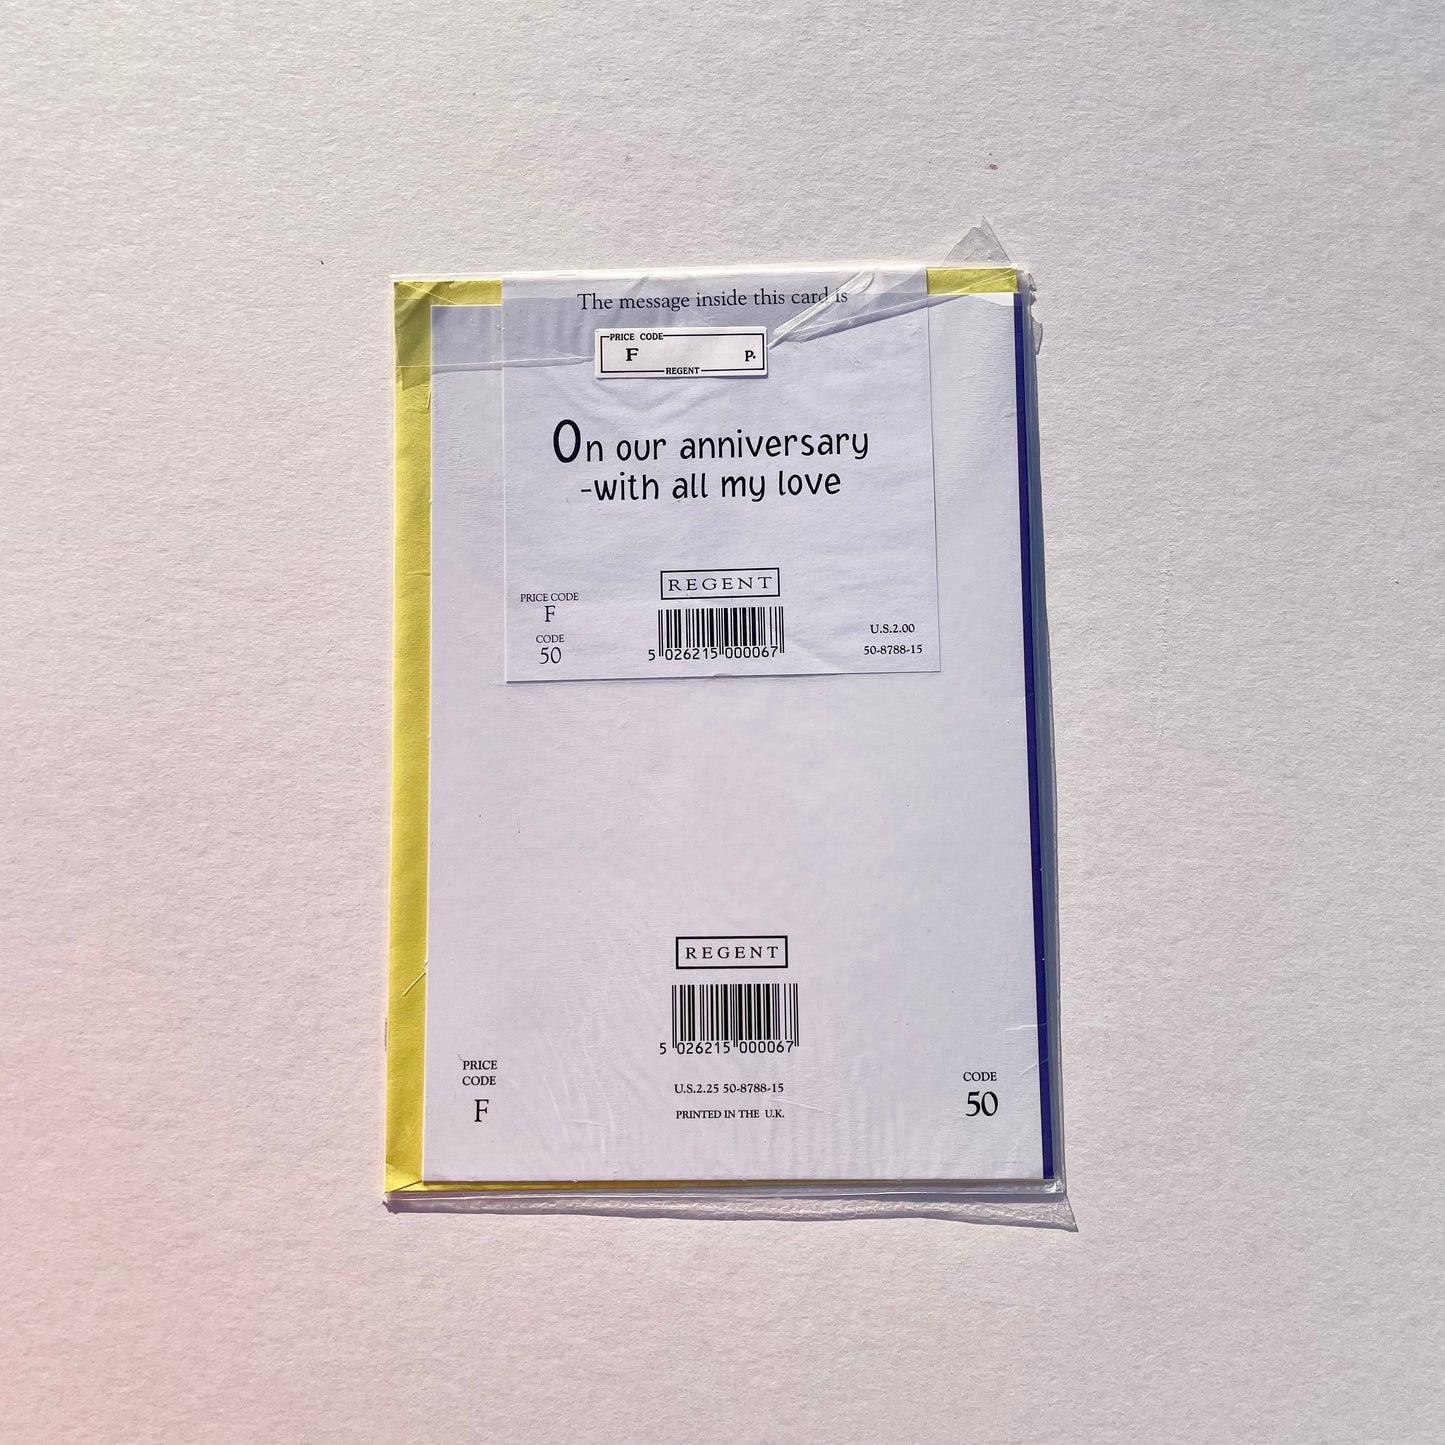 The message inside this card is
PRICE CODE
F P.
REGENT
On our anniversary
-with all my love
REGENT
PRICE CODE
F
CODE
50
5 026215 000067
U.S.2.00
50-8788-15
REGENT
5 026215 000067
PRICE
CODE
F
U.S.2.25 50-8788-15
PRINTED IN THE U.K.
CODE
50